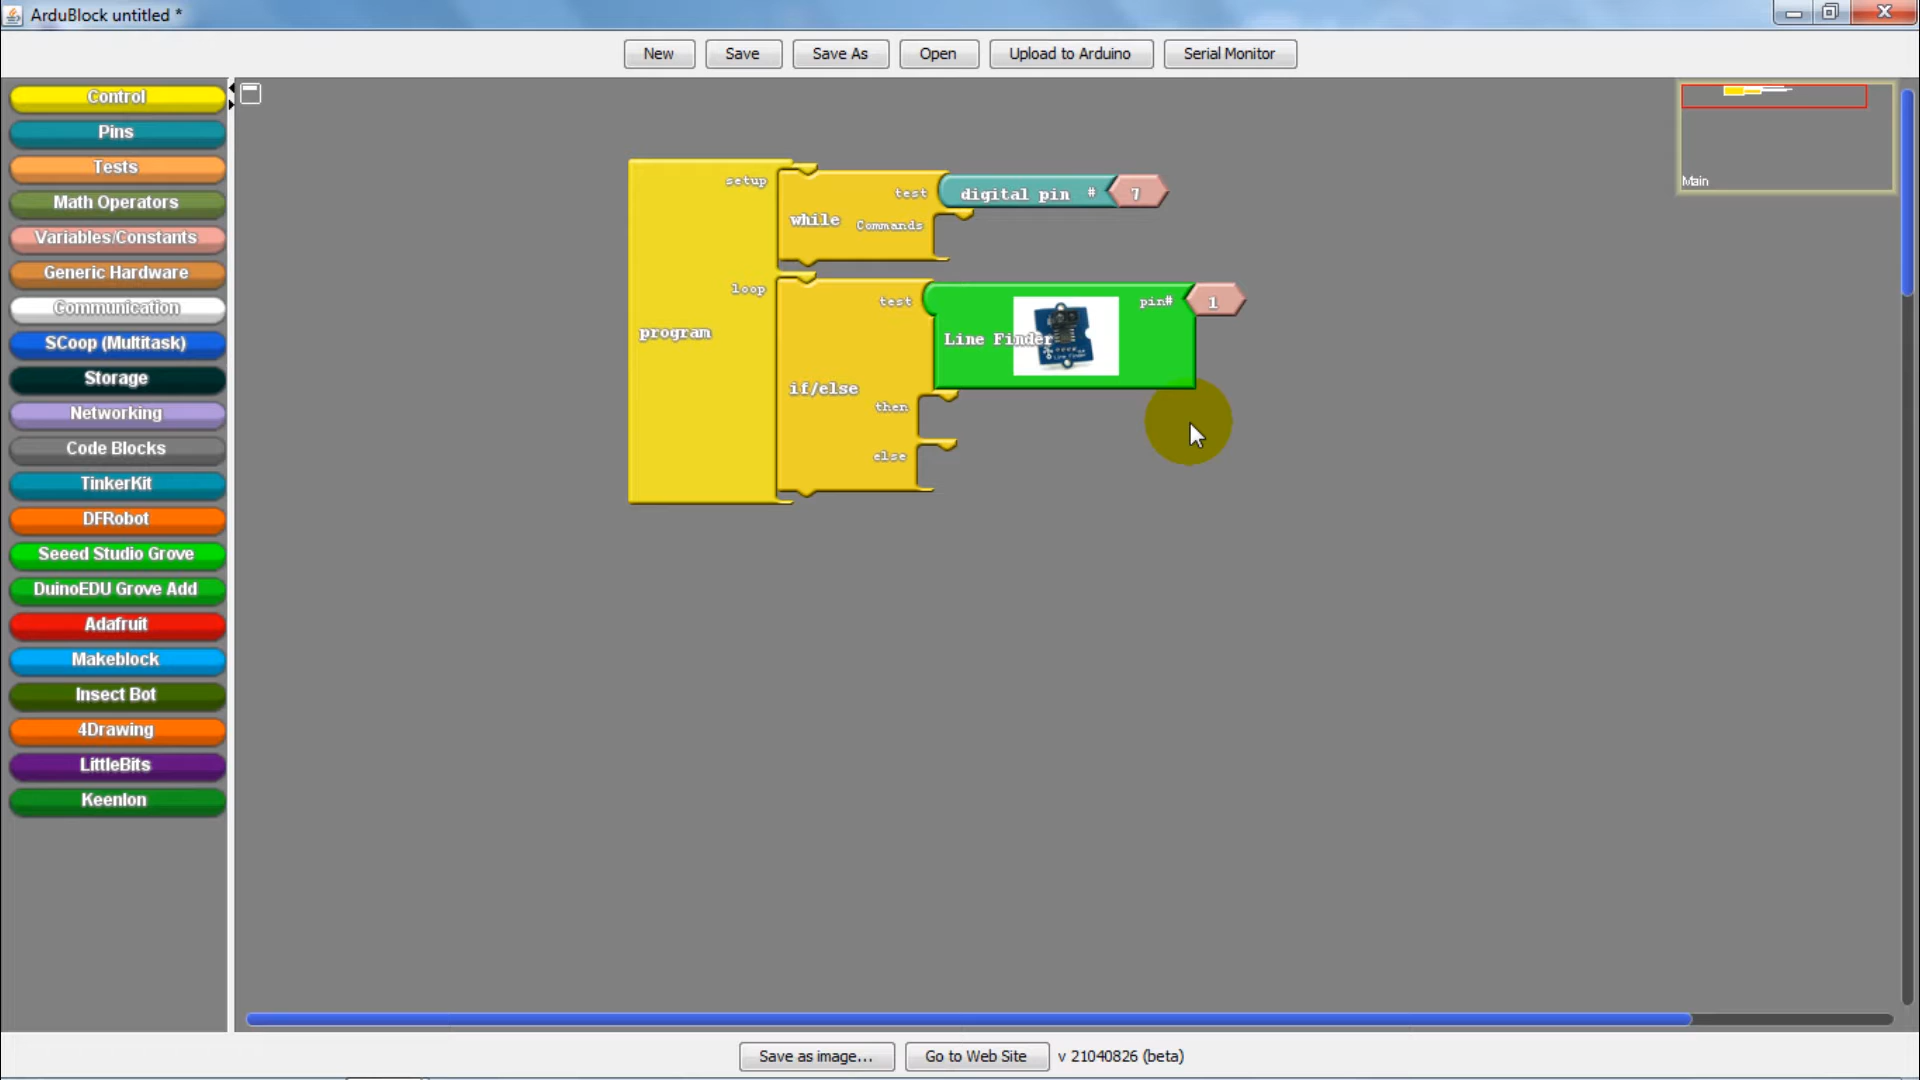 ArduBlock untitled *
New Save Save As Open Upload to Arduino Serial Monitor
Control
Pins
Tests
Math Operators
Variables/Constants
Generic Hardware
Communication
SCoop (Multitask)
Storage
Networking
Code Blocks
TinkerKit
DFRobot
Seeed Studio Grove
DuinoEDU Grove Add
Adafruit
Makeblock
Insect Bot
4Drawing
LittleBits
Keenlon
program
setup
while
test
digital pin # 7
Commands
loop
if/else
test
Line Finder
pin# 1
then
else
Main
Save as image... Go to Web Site v 21040826 (beta)